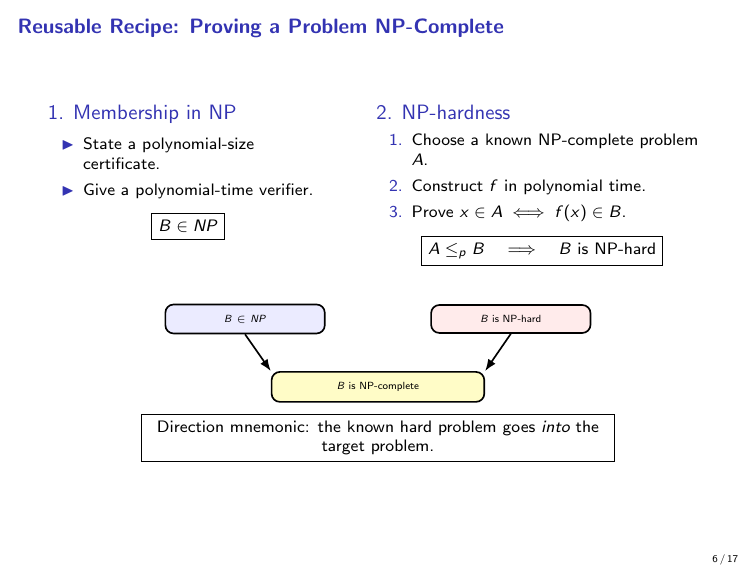 Reusable Recipe: Proving a Problem NP-Complete
1. Membership in NP
▶ State a polynomial-size
certificate.
▶ Give a polynomial-time verifier.
B ∈ NP
2. NP-hardness
1. Choose a known NP-complete problem
A.
2. Construct f in polynomial time.
3. Prove x ∈ A ⟺ f(x) ∈ B.
A ≤p B ⟹ B is NP-hard
B ∈ NP
B is NP-hard
B is NP-complete
Direction mnemonic: the known hard problem goes into the
target problem.
6 / 17